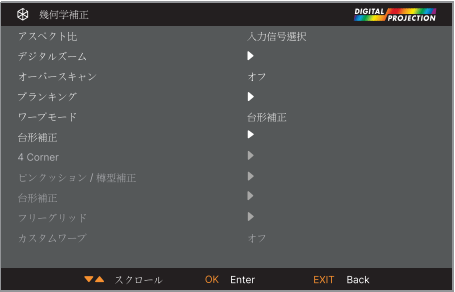 幾何学補正
DIGITAL PROJECTION
アスペクト比 入力信号選択
デジタルズーム
オーバースキャン オフ
ブランキング
ワープモード 台形補正
台形補正
4 Corner
ピンクッション / 樽型補正
台形補正
フリーグリッド
カスタムワープ オフ
スクロール OK Enter EXIT Back